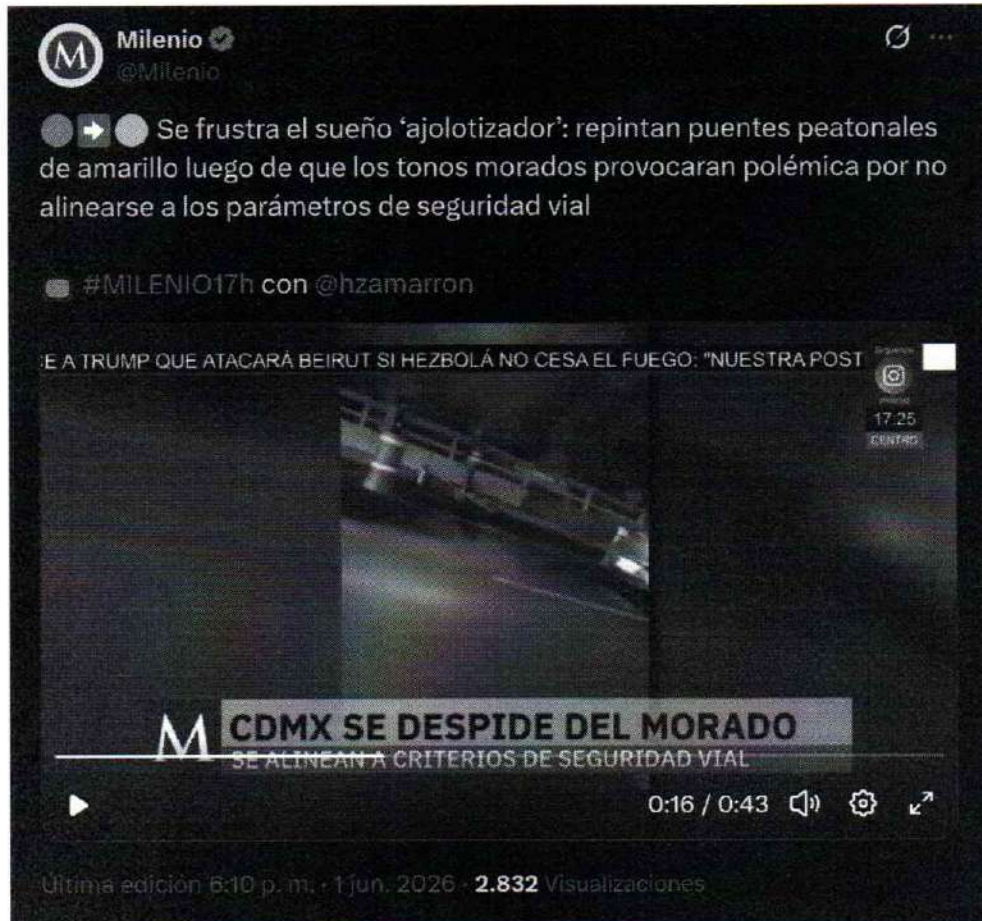 M Milenio
@Milenio
Se frustra el sueño ‘ajolotizador’: repintan puentes peatonales
de amarillo luego de que los tonos morados provocaran polémica por no
alinearse a los parámetros de seguridad vial
#MILENIO17h con @hzamarron
E A TRUMP QUE ATACARÁ BEIRUT SI HEZBOLÁ NO CESA EL FUEGO: "NUESTRA POST
17:25
CENTRO
M CDMX SE DESPIDE DEL MORADO
SE ALINEAN A CRITERIOS DE SEGURIDAD VIAL
0:16 / 0:43
Última edición 6:10 p. m. · 1 jun. 2026 · 2.832 Visualizaciones